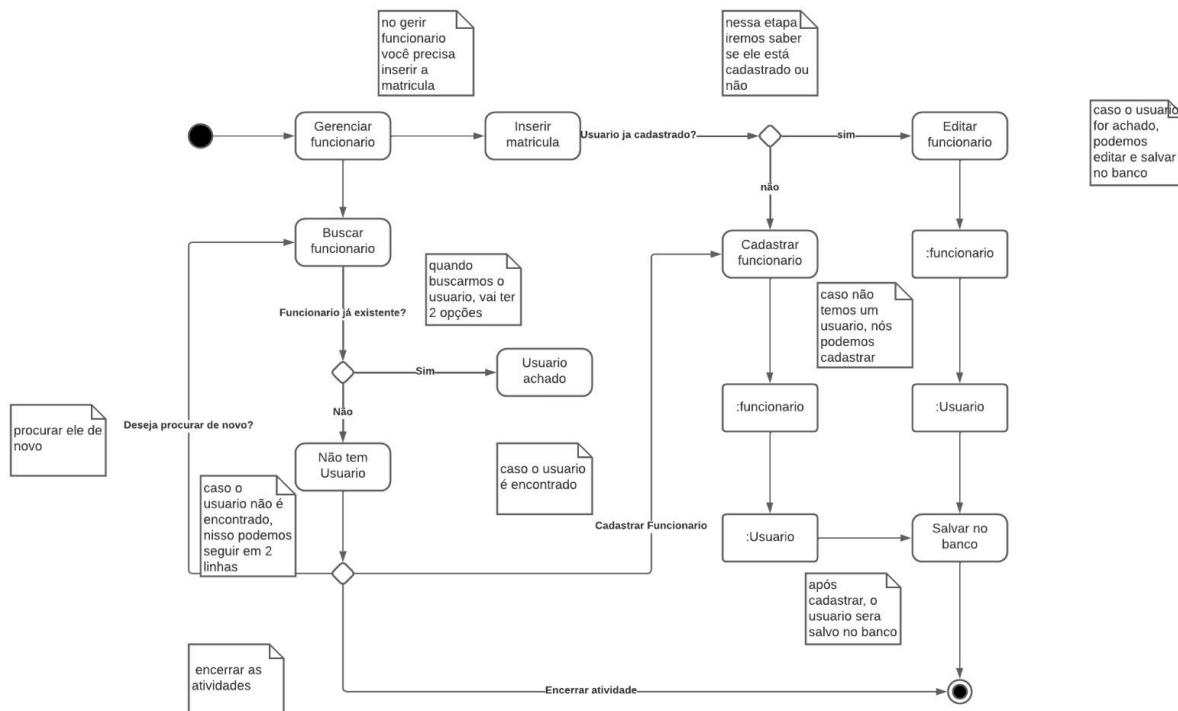 no gerir
funcionario
você precisa
inserir a
matricula
nessa etapa
iremos saber
se ele está
cadastrado ou
não
caso o usuario
for achado,
podemos
editar e salvar
no banco
Gerenciar
funcionario
Inserir
matricula
Usuario ja cadastrado?
sim
Editar
funcionario
não
Buscar
funcionario
Cadastrar
funcionario
:funcionario
quando
buscarmos o
usuario, vai ter
2 opções
Funcionario já existente?
caso não
temos um
usuario, nós
podemos
cadastrar
Usuario
achado
Sim
Não
:funcionario
:Usuario
procurar ele de
novo
Deseja procurar de novo?
Não tem
Usuario
caso o usuario
é encontrado
caso o
usuario não é
encontrado,
nisso podemos
seguir em 2
linhas
Cadastrar Funcionario
:Usuario
Salvar no
banco
após
cadastrar, o
usuario sera
salvo no banco
encerrar as
atividades
Encerrar atividade